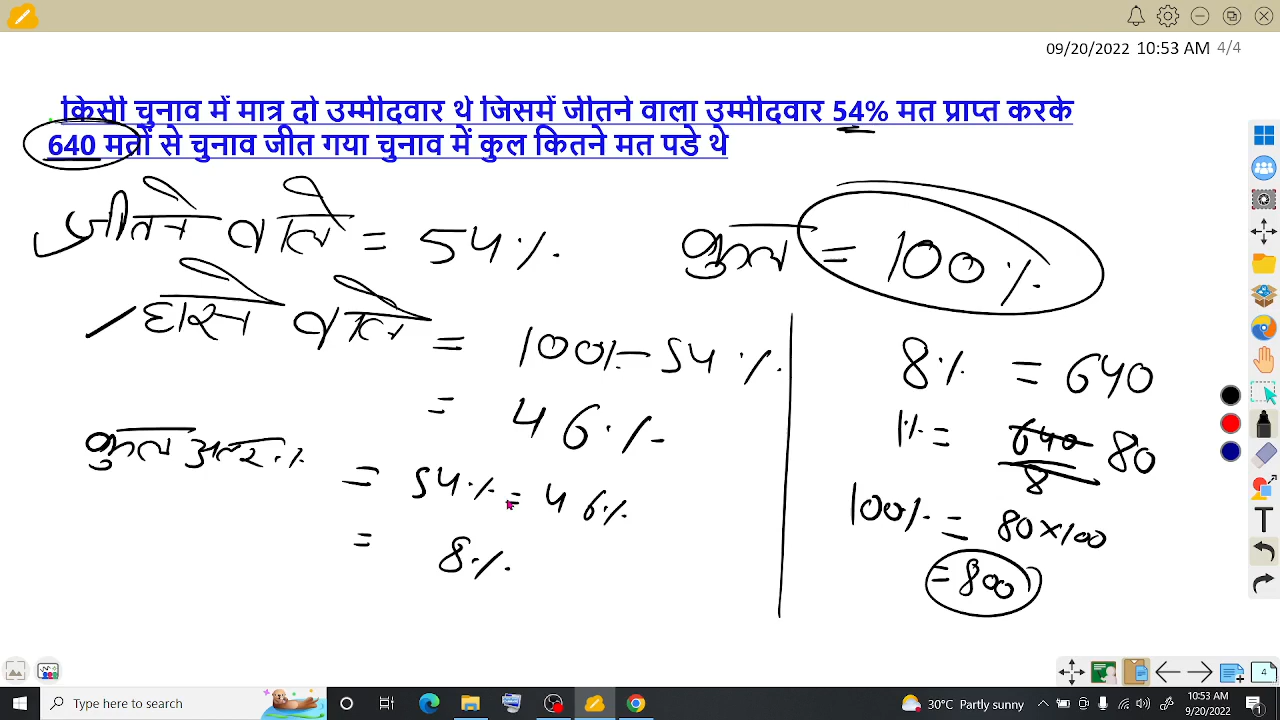 09/20/2022 10:53 AM 4/4
किसी चुनाव में मात्र दो उम्मीदवार थे जिसमें जीतने वाला उम्मीदवार 54% मत प्राप्त करके
640 मतों से चुनाव जीत गया चुनाव में कुल कितने मत पडे थे
जीतने वाले = 54%
कुल = 100%
हारने वाले = 100% - 54%
= 46%
कुल अन्तर %
= 54% = 46%
= 8%
8% = 640
1% = 640/8 80
100% = 80×100
= 800
T
4
Type here to search
30°C Partly sunny
10:53 AM
9/20/2022
1